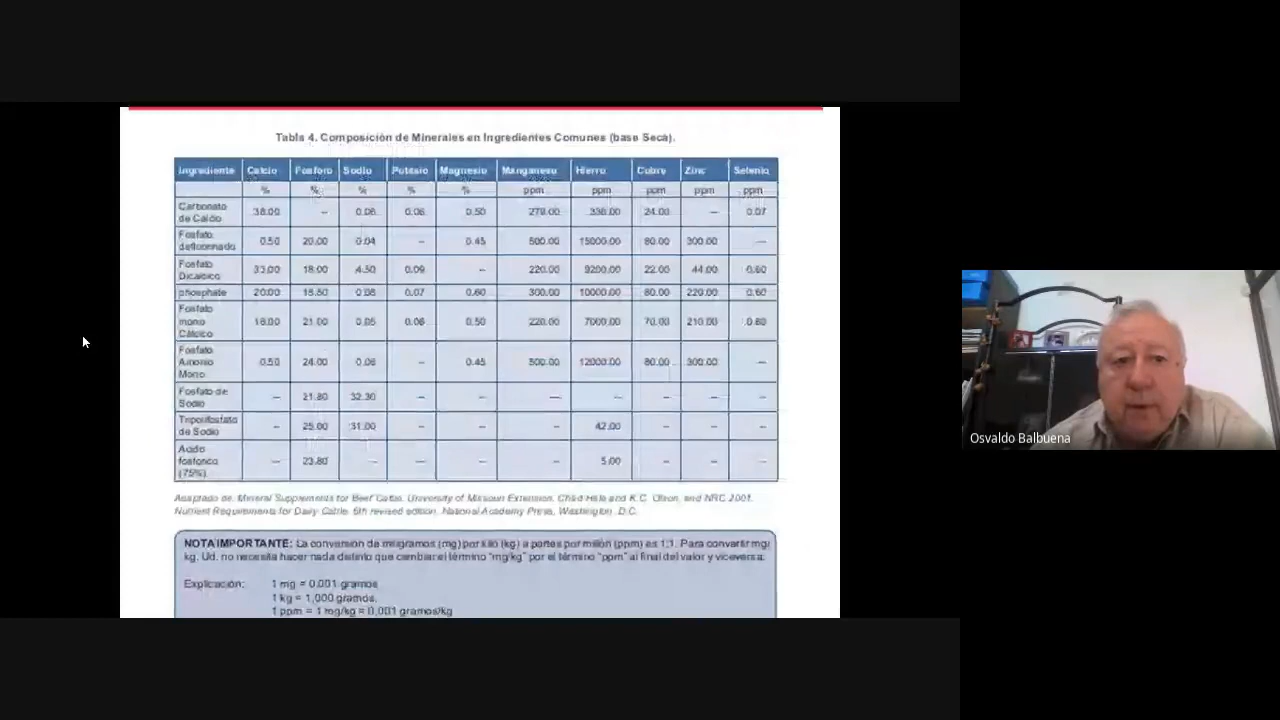 Tabla 4. Composición de Minerales en Ingredientes Comunes (base Seca).
Ingrediente Calcio Fosforo Sodio Potasio Magnesio Manganeso Hierro Cobre Zinc Selenio
% % % % % ppm ppm ppm ppm ppm
Carbonato de Calcio 38.00 -- 0.06 0.06 0.50 279.00 336.00 24.00 -- 0.07
Fosfato defluorinado 0.50 20.00 0.04 -- 0.45 500.00 15000.00 80.00 300.00 --
Fosfato Dicálcico 33.00 18.00 4.50 0.09 -- 220.00 9200.00 22.00 44.00 0.60
phosphate 20.00 18.50 0.08 0.07 0.60 300.00 10000.00 80.00 220.00 0.60
Fosfato mono Cálcico 16.00 21.00 0.05 0.06 0.50 220.00 7000.00 70.00 210.00 0.60
Fosfato Amonio Mono 0.50 24.00 0.06 -- 0.45 500.00 12000.00 80.00 300.00 --
Fosfato de Sodio -- 21.80 32.30 -- -- -- -- -- -- --
Tripolifosfato de Sodio -- 25.00 31.00 -- -- -- 42.00 -- -- --
Acido fosforico (75%) -- 23.80 -- -- -- -- 5.00 -- -- --
Adaptado de: Mineral Supplements for Beef Cattle. University of Missouri Extension. Chad Hale and K.C. Olson, and NRC 2001.
Nutrient Requirements for Dairy Cattle. 6th revised edition. National Academy Press, Washington .D.C.
NOTA IMPORTANTE: La conversión de miligramos (mg) por kilo (kg) a partes por millón (ppm) es 1:1. Para convertir mg/
kg. Ud. no necesita hacer nada distinto que cambiar el término "mg/kg" por el término "ppm" al final del valor y viceversa.
Explicación: 1 mg = 0.001 gramos
1 kg = 1,000 gramos.
1 ppm = 1 mg/kg = 0.001 gramos/kg
Osvaldo Balbuena